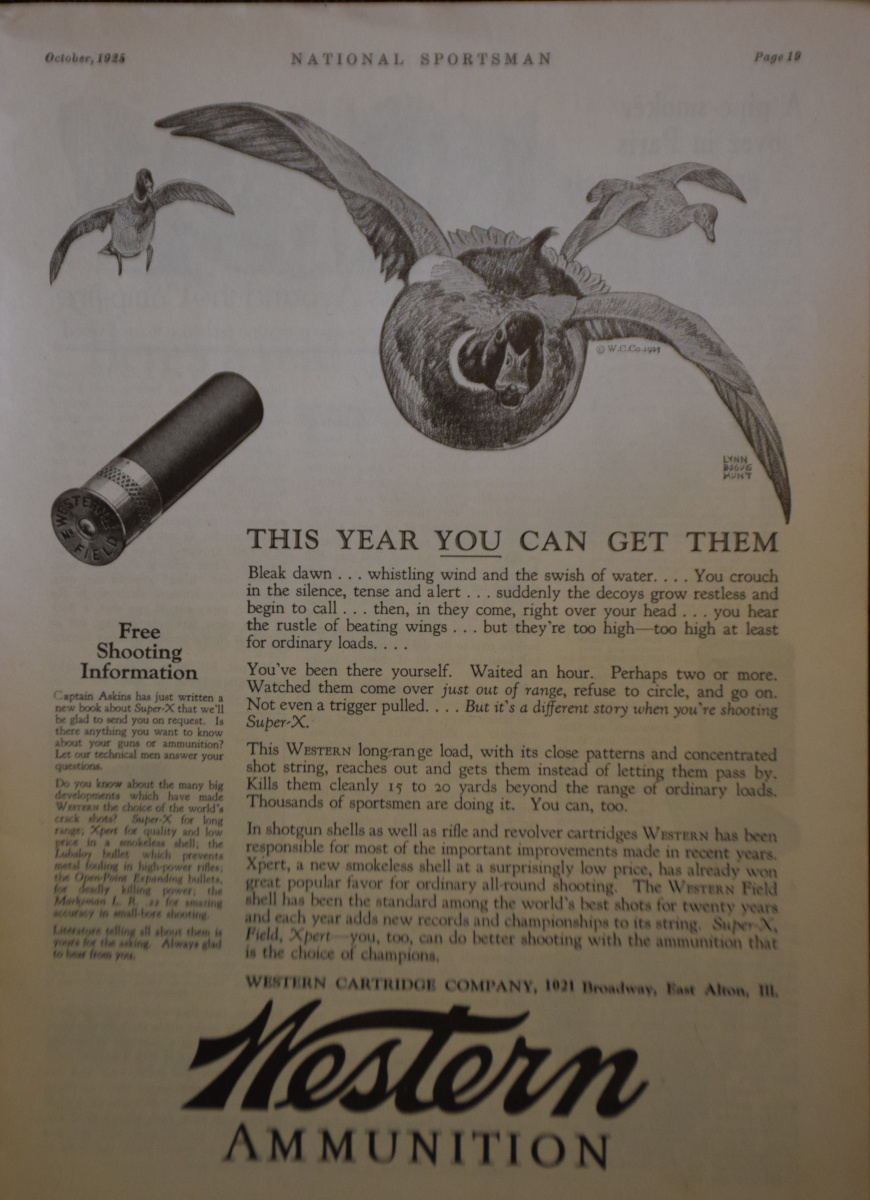 October, 1925
NATIONAL SPORTSMAN
Page 19
© W.C.Co. 1925
LYNN
BOGUE
HUNT
WESTERN
FIELD
THIS YEAR YOU CAN GET THEM
Bleak dawn . . . whistling wind and the swish of water. . . . You crouch
in the silence, tense and alert . . . suddenly the decoys grow restless and
begin to call . . . then, in they come, right over your head . . . you hear
the rustle of beating wings . . . but they're too high—too high at least
for ordinary loads. . . .
You've been there yourself. Waited an hour. Perhaps two or more.
Watched them come over just out of range, refuse to circle, and go on.
Not even a trigger pulled. . . . But it's a different story when you're shooting
Super-X.
This WESTERN long-range load, with its close patterns and concentrated
shot string, reaches out and gets them instead of letting them pass by.
Kills them cleanly 15 to 20 yards beyond the range of ordinary loads.
Thousands of sportsmen are doing it. You can, too.
In shotgun shells as well as rifle and revolver cartridges WESTERN has been
responsible for most of the important improvements made in recent years.
Xpert, a new smokeless shell at a surprisingly low price, has already won
great popular favor for ordinary all-round shooting. The WESTERN Field
shell has been the standard among the world's best shots for twenty years
and each year adds new records and championships to its string. Super-X,
Field, Xpert—you, too, can do better shooting with the ammunition that
is the choice of champions.
WESTERN CARTRIDGE COMPANY, 1021 Broadway, East Alton, Ill.
Free
Shooting
Information
Captain Askins has just written a
new book about Super-X that we'll
be glad to send you on request. Is
there anything you want to know
about your guns or ammunition?
Let our technical men answer your
questions.
Do you know about the many big
developments which have made
WESTERN the choice of the world's
crack shots? Super-X for long
range; Xpert for quality and low
price in a smokeless shell; the
Lubaloy bullet which prevents
metal fouling in high-power rifles;
the Open-Point Expanding bullets,
for deadly killing power; the
Marksman L. R. .22 for amazing
accuracy in small-bore shooting.
Literature telling all about them is
yours for the asking. Always glad
to hear from you.
Western
AMMUNITION